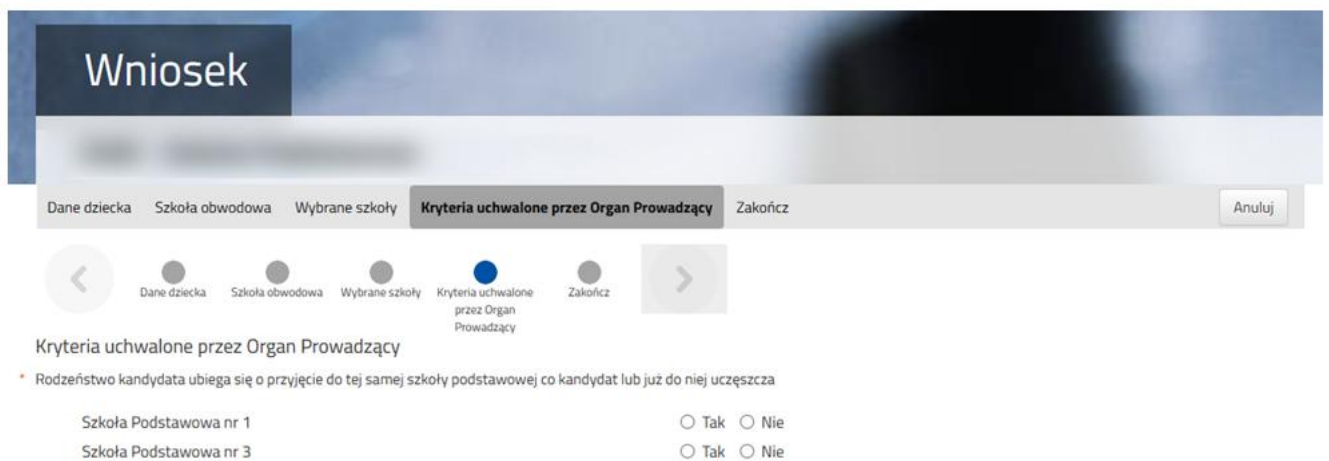 Wniosek
Dane dziecka Szkoła obwodowa Wybrane szkoły Kryteria uchwalone przez Organ Prowadzący Zakończ Anuluj
Dane dziecka Szkoła obwodowa Wybrane szkoły Kryteria uchwalone Zakończ
przez Organ
Prowadzący
Kryteria uchwalone przez Organ Prowadzący
* Rodzeństwo kandydata ubiega się o przyjęcie do tej samej szkoły podstawowej co kandydat lub już do niej uczęszcza
Szkoła Podstawowa nr 1 Tak Nie
Szkoła Podstawowa nr 3 Tak Nie